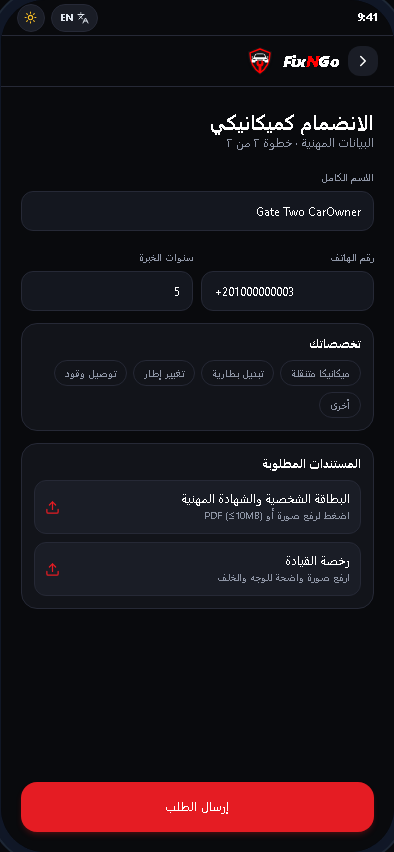 EN
9:41
FixNGo
الانضمام كميكانيكي
البيانات المهنية · خطوة ٢ من ٢
الاسم الكامل
Gate Two CarOwner
رقم الهاتف
سنوات الخبرة
+201000000003
5
تخصصاتك
ميكانيكا متنقلة
تبديل بطارية
تغيير إطار
توصيل وقود
أخرى
المستندات المطلوبة
البطاقة الشخصية والشهادة المهنية
اضغط لرفع صورة أو PDF (≤10MB)
رخصة القيادة
ارفع صورة واضحة للوجه والخلف
إرسال الطلب